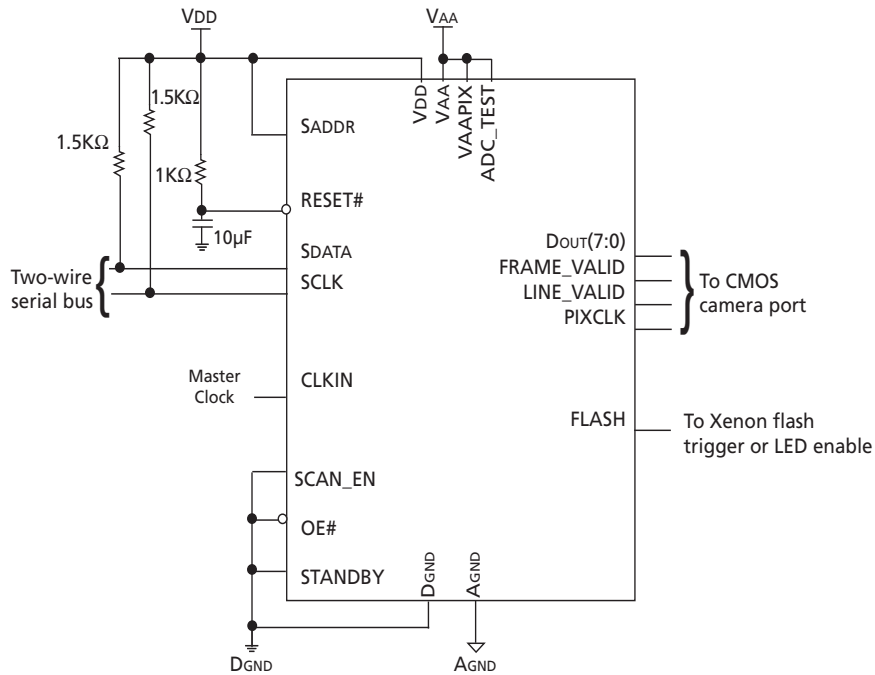 VDD
VAA
1.5KΩ
1.5KΩ
1KΩ
10µF
VDD
VAA
VAAPIX
ADC_TEST
SADDR
RESET#
SDATA
SCLK
Two-wire
serial bus
DOUT(7:0)
FRAME_VALID
LINE_VALID
PIXCLK
To CMOS
camera port
Master
Clock
CLKIN
FLASH
To Xenon flash
trigger or LED enable
SCAN_EN
OE#
STANDBY
DGND
AGND
DGND
AGND